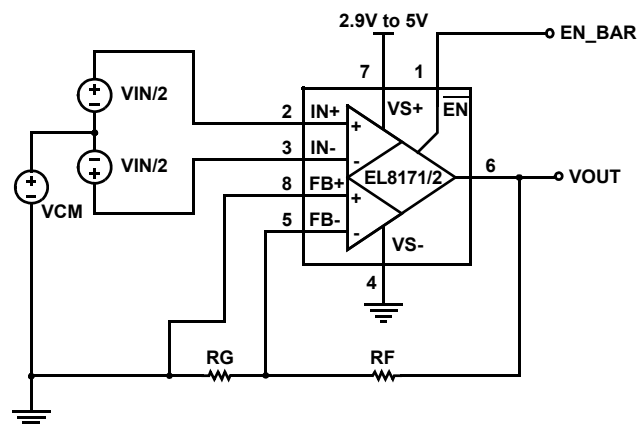 2.9V to 5V
EN_BAR
7
1
VIN/2
+
-
2
IN+
+
VS+
EN
3
IN-
-
VIN/2
-
+
8
FB+
+
EL8171/2
6
VOUT
+
-
VCM
5
FB-
-
VS-
4
RG
RF